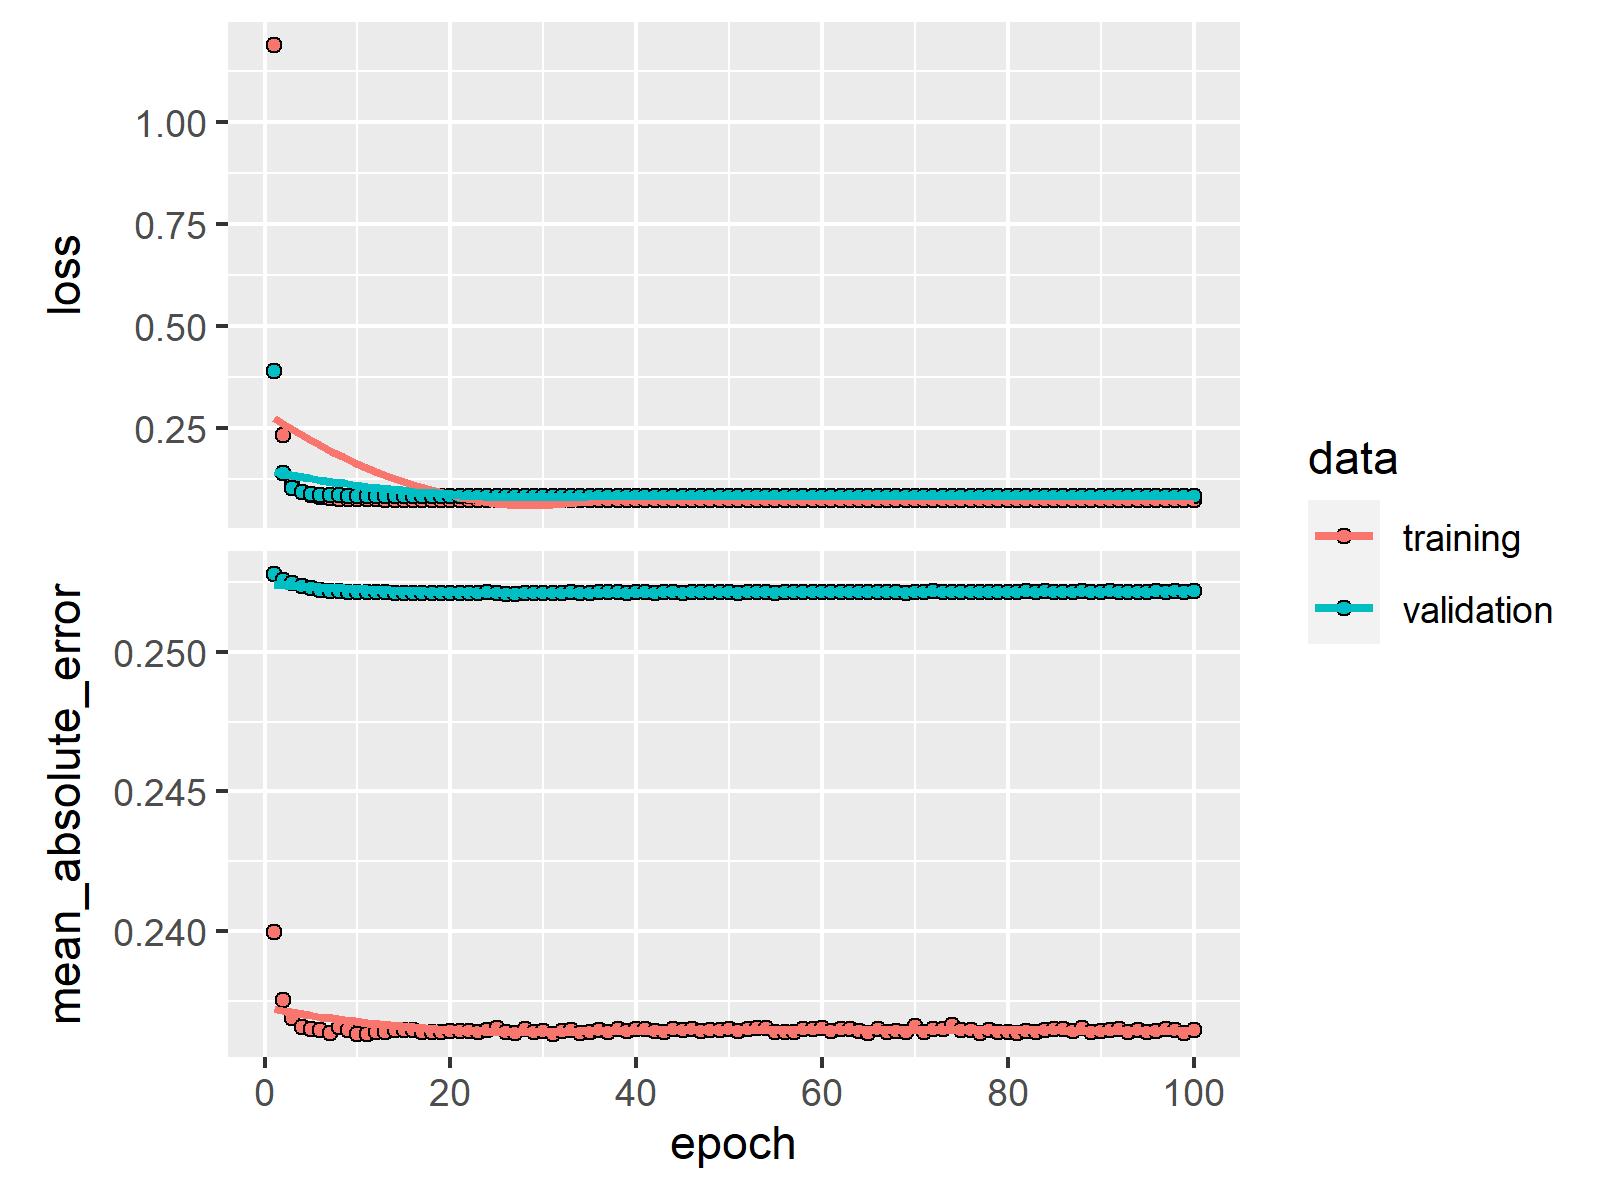 loss
1.00
0.75
0.50
0.25
mean_absolute_error
0.250
0.245
0.240
0 20 40 60 80 100
epoch
data
training
validation